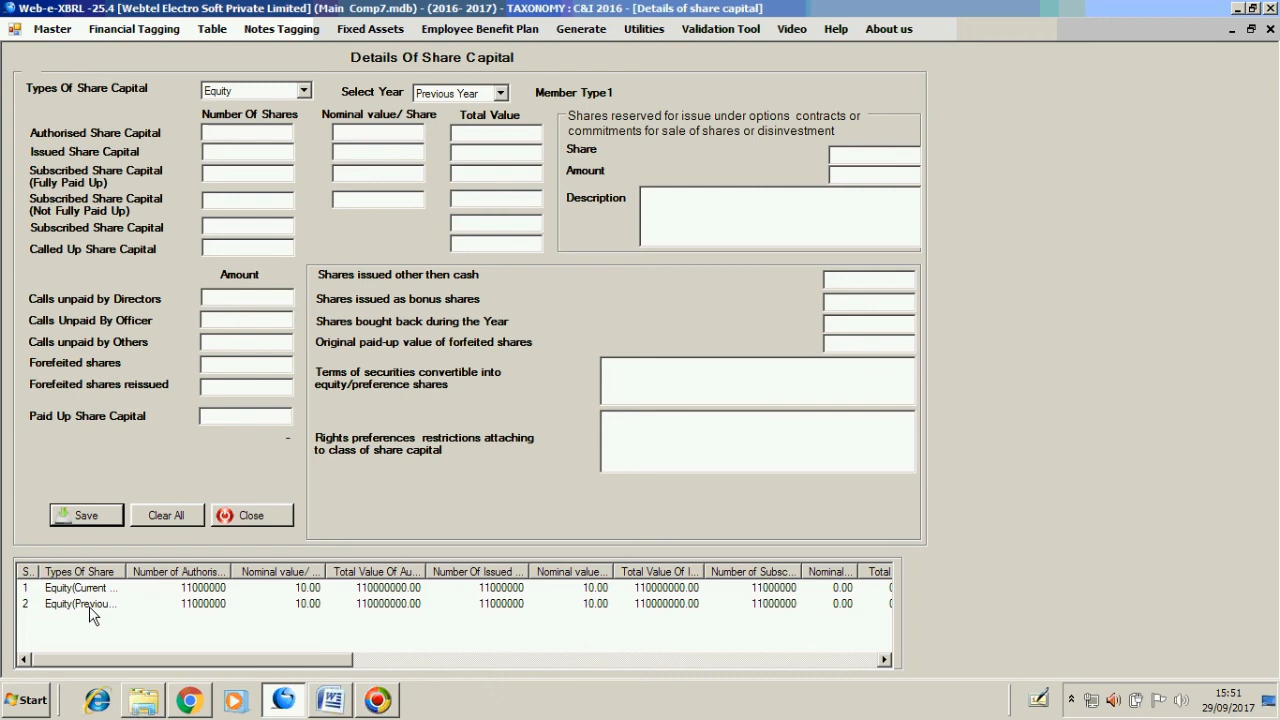 Web-e-XBRL -25.4 [Webtel Electro Soft Private Limited] (Main_Comp7.mdb) - (2016- 2017) - TAXONOMY : C&I 2016 - [Details of share capital]
Master Financial Tagging Table Notes Tagging Fixed Assets Employee Benefit Plan Generate Utilities Validation Tool Video Help About us
Details Of Share Capital
Types Of Share Capital Equity Select Year Previous Year Member Type1
Number Of Shares Nominal value/ Share Total Value
Shares reserved for issue under options contracts or
commitments for sale of shares or disinvestment
Authorised Share Capital
Issued Share Capital
Subscribed Share Capital
(Fully Paid Up)
Subscribed Share Capital
(Not Fully Paid Up)
Subscribed Share Capital
Called Up Share Capital
Share
Amount
Description
Amount
Calls unpaid by Directors
Calls Unpaid By Officer
Calls unpaid by Others
Forefeited shares
Forefeited shares reissued
Paid Up Share Capital
-
Shares issued other then cash
Shares issued as bonus shares
Shares bought back during the Year
Original paid-up value of forfeited shares
Terms of securities convertible into
equity/preference shares
Rights preferences restrictions attaching
to class of share capital
Save Clear All Close
S.. Types Of Share Number of Authoris... Nominal value/ ... Total Value Of Au... Number Of Issued Nominal value... Total Value Of I... Number of Subsc... Nominal... Total
1 Equity(Current ... 11000000 10.00 110000000.00 11000000 10.00 110000000.00 11000000 0.00
2 Equity(Previou... 11000000 10.00 110000000.00 11000000 10.00 110000000.00 11000000 0.00
Start
15:51
29/09/2017